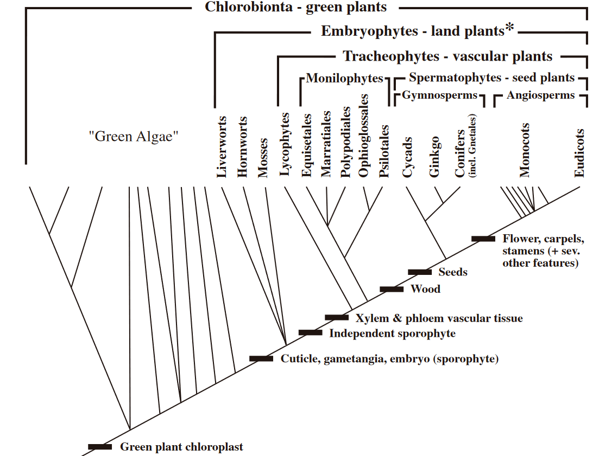 Chlorobionta - green plants
Embryophytes - land plants*
Tracheophytes - vascular plants
Monilophytes
Spermatophytes - seed plants
Gymnosperms
Angiosperms
"Green Algae"
Liverworts
Hornworts
Mosses
Lycophytes
Equisetales
Marratiales
Polypodiales
Ophioglossales
Psilotales
Cycads
Ginkgo
Conifers
(incl. Gnetales)
Monocots
Eudicots
Flower, carpels,
stamens (+ sev.
other features)
Seeds
Wood
Xylem & phloem vascular tissue
Independent sporophyte
Cuticle, gametangia, embryo (sporophyte)
Green plant chloroplast